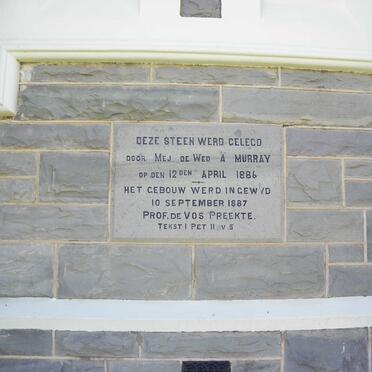 DEZE STEEN WERD GELEGD
DOOR MEJ DE WED A MURRAY
OP DEN 12DEN APRIL 1886
HET GEBOUW WERD INGEWYD
10 SEPTEMBER 1887
PROF. DE VOS PREEKTE.
TEKST I PET II V. 5